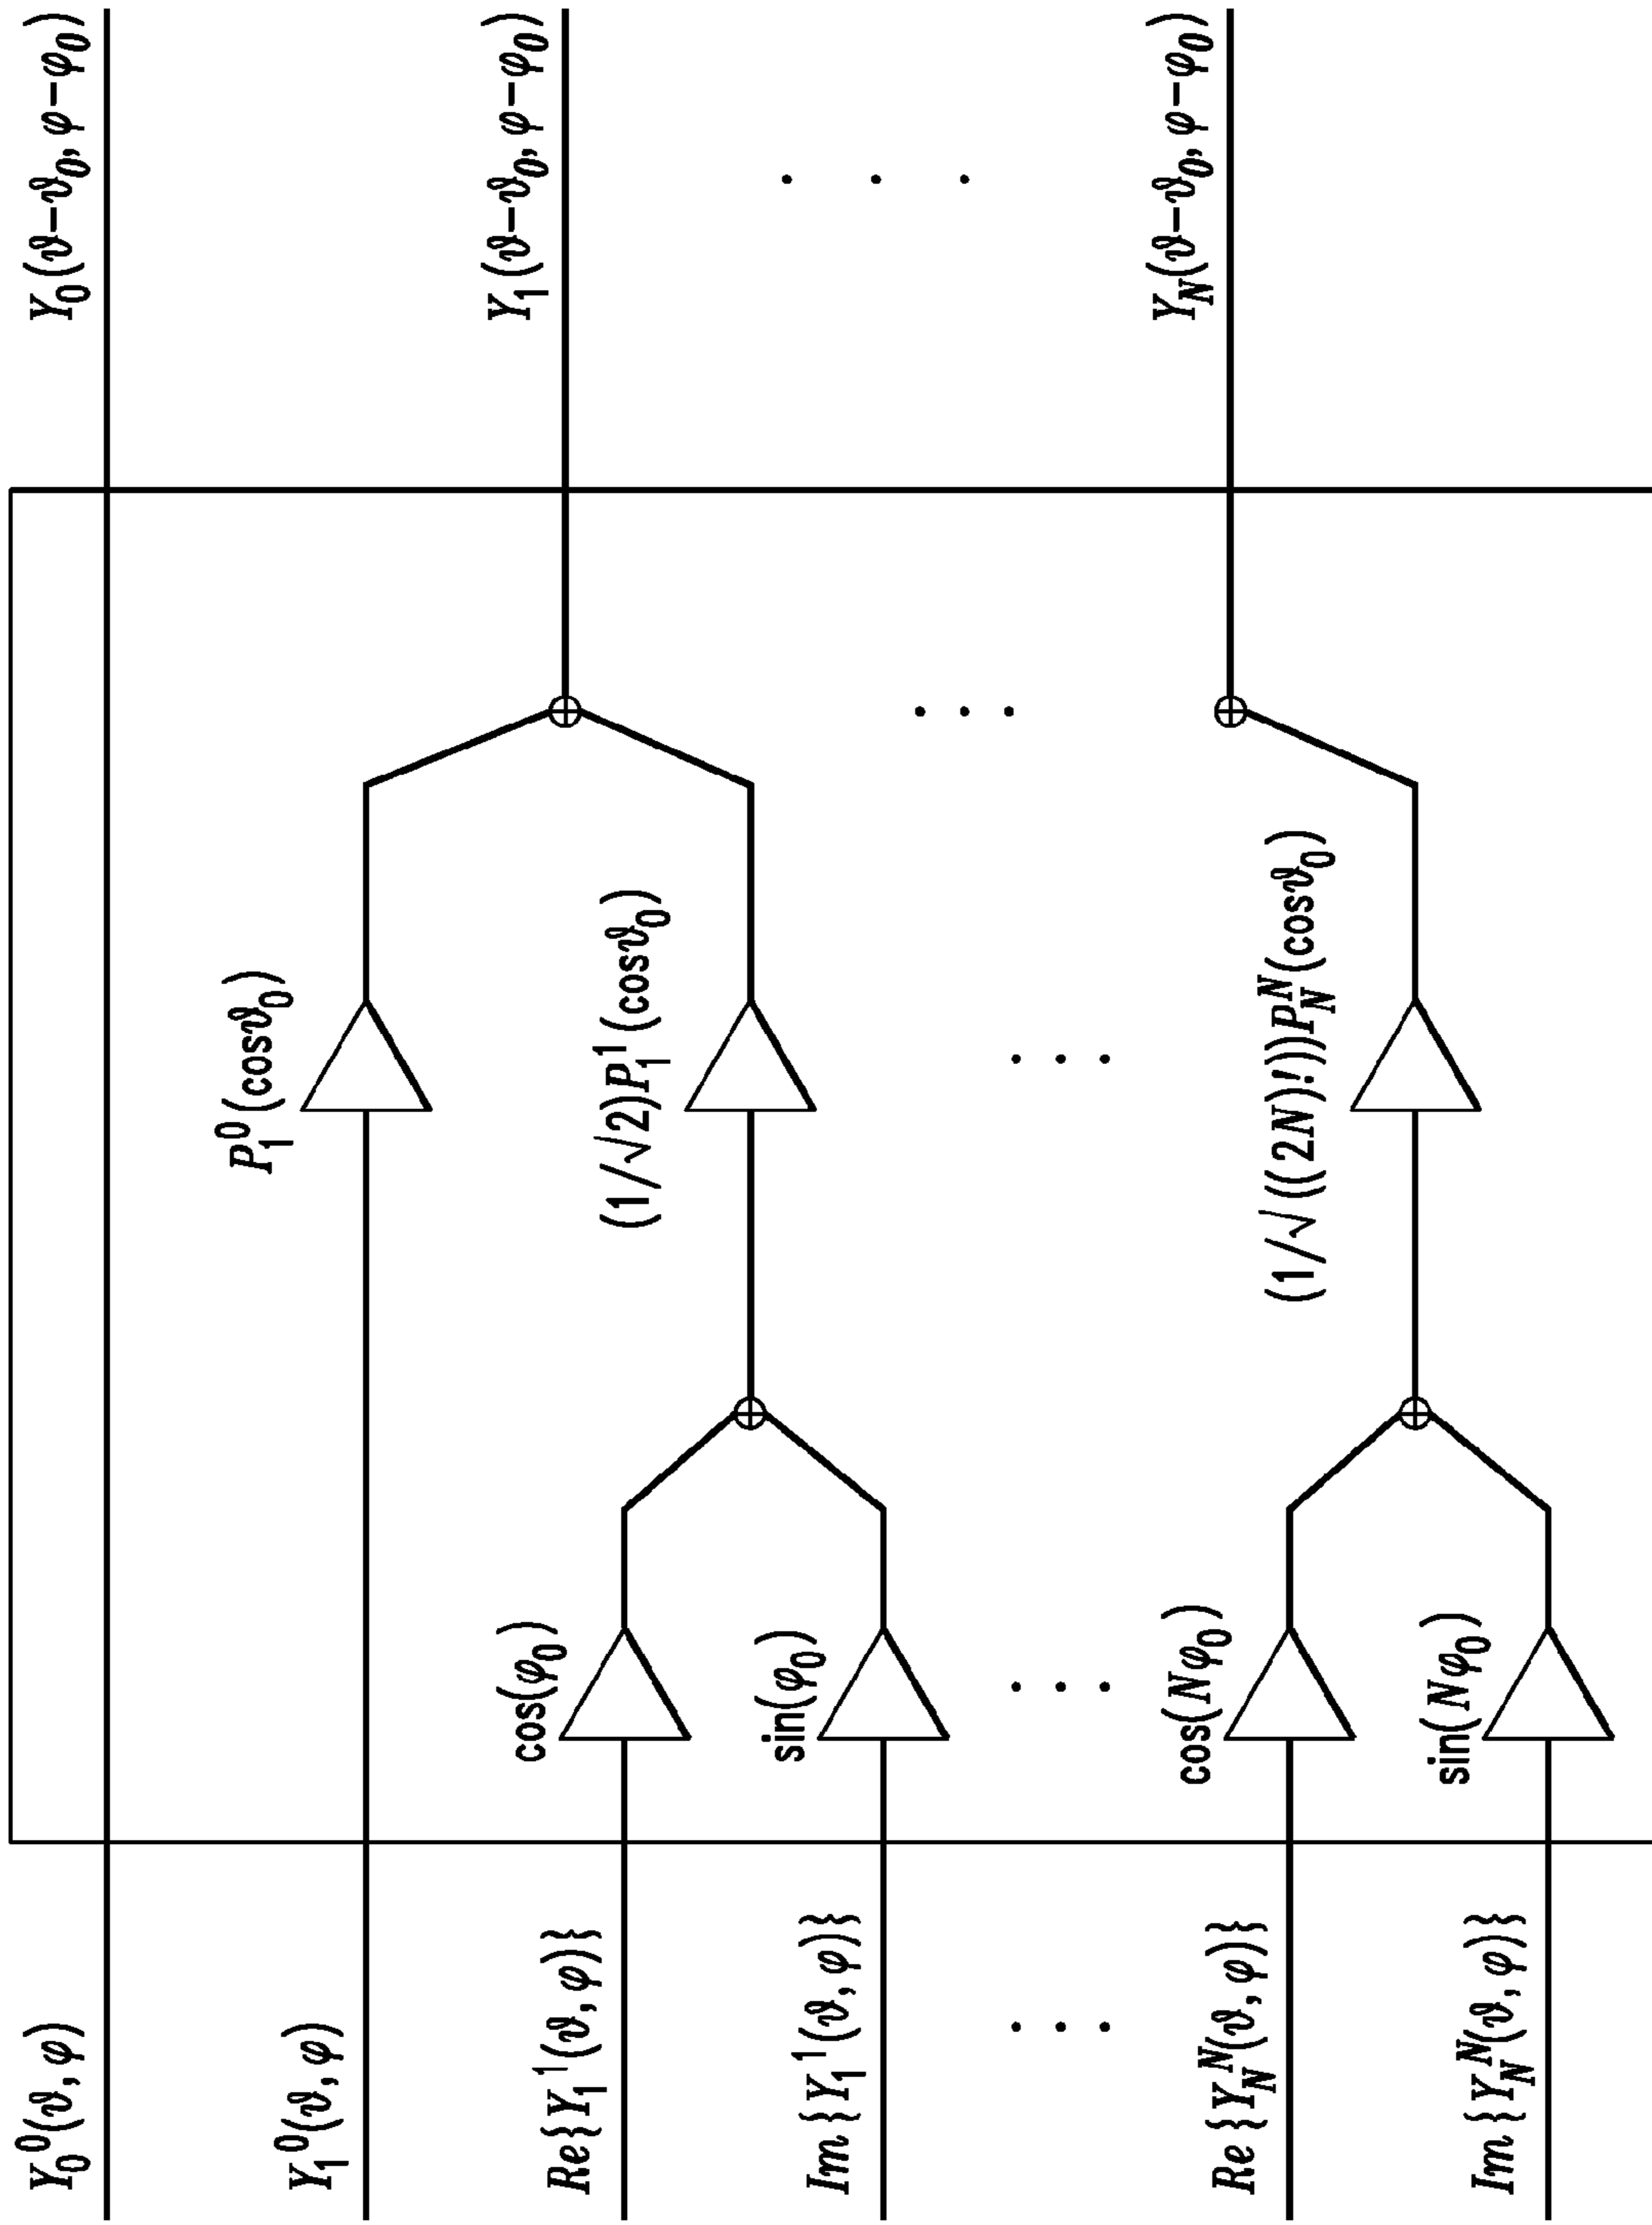 Y_0^0(ϑ,φ)
Y_0(ϑ−ϑ_0, φ−φ_0)
Y_1^0(ϑ,φ)
P_1^0(cosϑ_0)
Re{Y_1^1(ϑ,φ)}
cos(φ_0)
(1/√2)P_1^1(cosϑ_0)
Y_1(ϑ−ϑ_0, φ−φ_0)
Im{Y_1^1(ϑ,φ)}
sin(φ_0)
Re{Y_N^N(ϑ,φ)}
cos(Nφ_0)
(1/√((2N)!))P_N^N(cosϑ_0)
Y_N(ϑ−ϑ_0, φ−φ_0)
Im{Y_N^N(ϑ,φ)}
sin(Nφ_0)